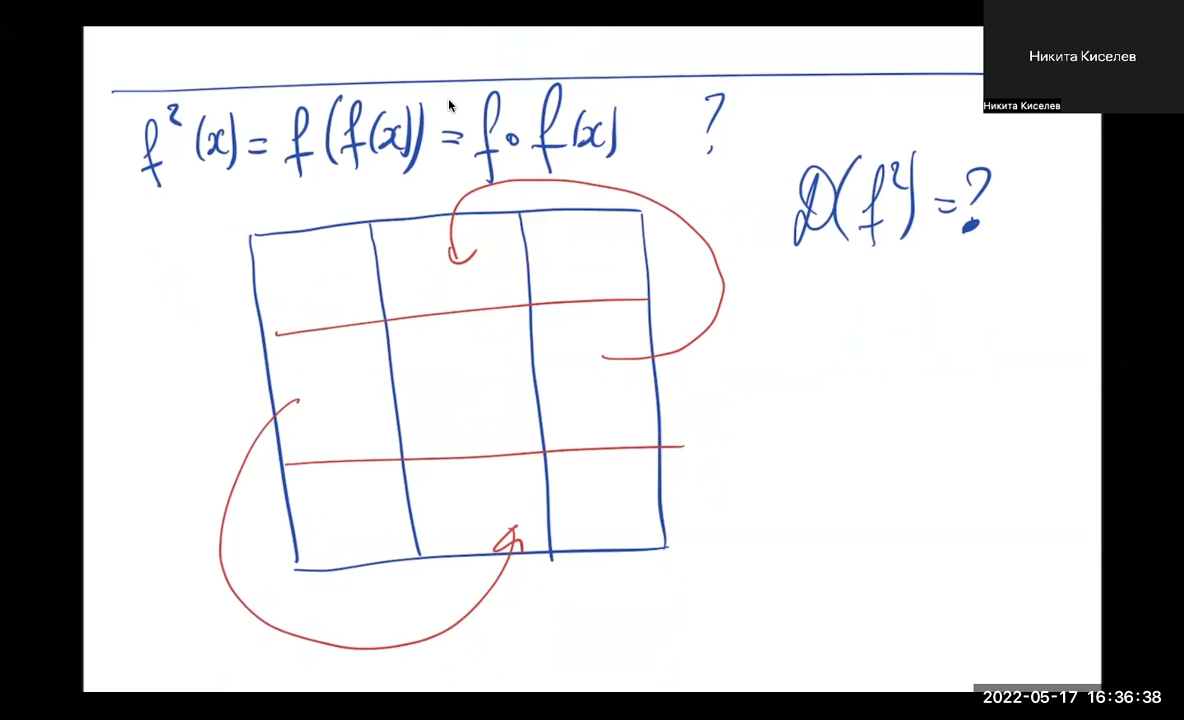 Никита Киселев
Никита Киселев
f²(x) = f(f(x)) = f∘f(x) ?
D(f²) = ?
2022-05-17 16:36:38